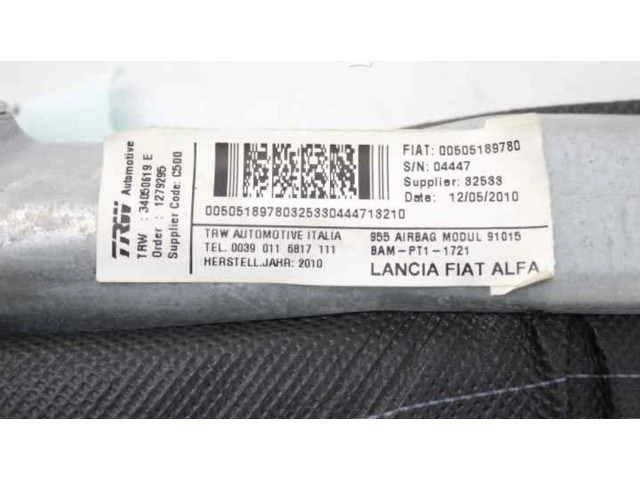 TRW Automotive
TRW : 34050619 E
Order : 1279295
Supplier Code: C500
00505189780325330444713210
FIAT: 00505189780
S/N: 04447
Supplier: 32533
Date: 12/05/2010
TRW AUTOMOTIVE ITALIA
TEL. 0039 011 6817 111
HERSTELL.JAHR: 2010
955 AIRBAG MODUL 91015
BAM-PT1-1721
LANCIA FIAT ALFA